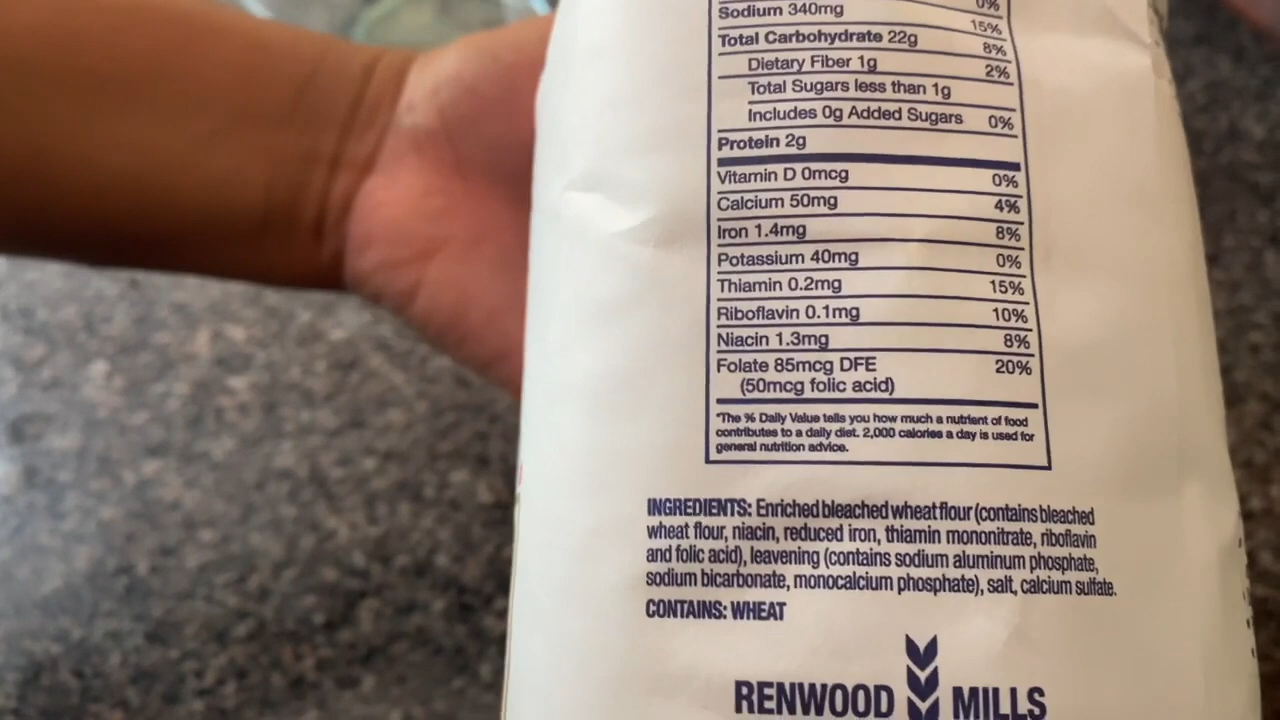 0%
Sodium 340mg 15%
Total Carbohydrate 22g 8%
Dietary Fiber 1g 2%
Total Sugars less than 1g
Includes 0g Added Sugars 0%
Protein 2g
Vitamin D 0mcg 0%
Calcium 50mg 4%
Iron 1.4mg 8%
Potassium 40mg 0%
Thiamin 0.2mg 15%
Riboflavin 0.1mg 10%
Niacin 1.3mg 8%
Folate 85mcg DFE 20%
(50mcg folic acid)
*The % Daily Value tells you how much a nutrient of food
contributes to a daily diet. 2,000 calories a day is used for
general nutrition advice.
INGREDIENTS: Enriched bleached wheat flour (contains bleached
wheat flour, niacin, reduced iron, thiamin mononitrate, riboflavin
and folic acid), leavening (contains sodium aluminum phosphate,
sodium bicarbonate, monocalcium phosphate), salt, calcium sulfate.
CONTAINS: WHEAT
RENWOOD MILLS